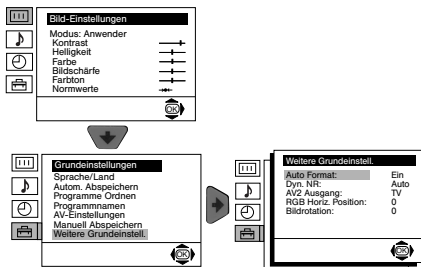 Bild-Einstellungen
Modus: Anwender
Kontrast
Helligkeit
Farbe
Bildschärfe
Farbton
Normwerte
OK
Grundeinstellungen
Sprache/Land
Autom. Abspeichern
Programme Ordnen
Programmnamen
AV-Einstellungen
Manuell Abspeichern
Weitere Grundeinstell.
OK
Weitere Grundeinstell.
Auto Format: Ein
Dyn. NR: Auto
AV2 Ausgang: TV
RGB Horiz. Position: 0
Bildrotation: 0
OK